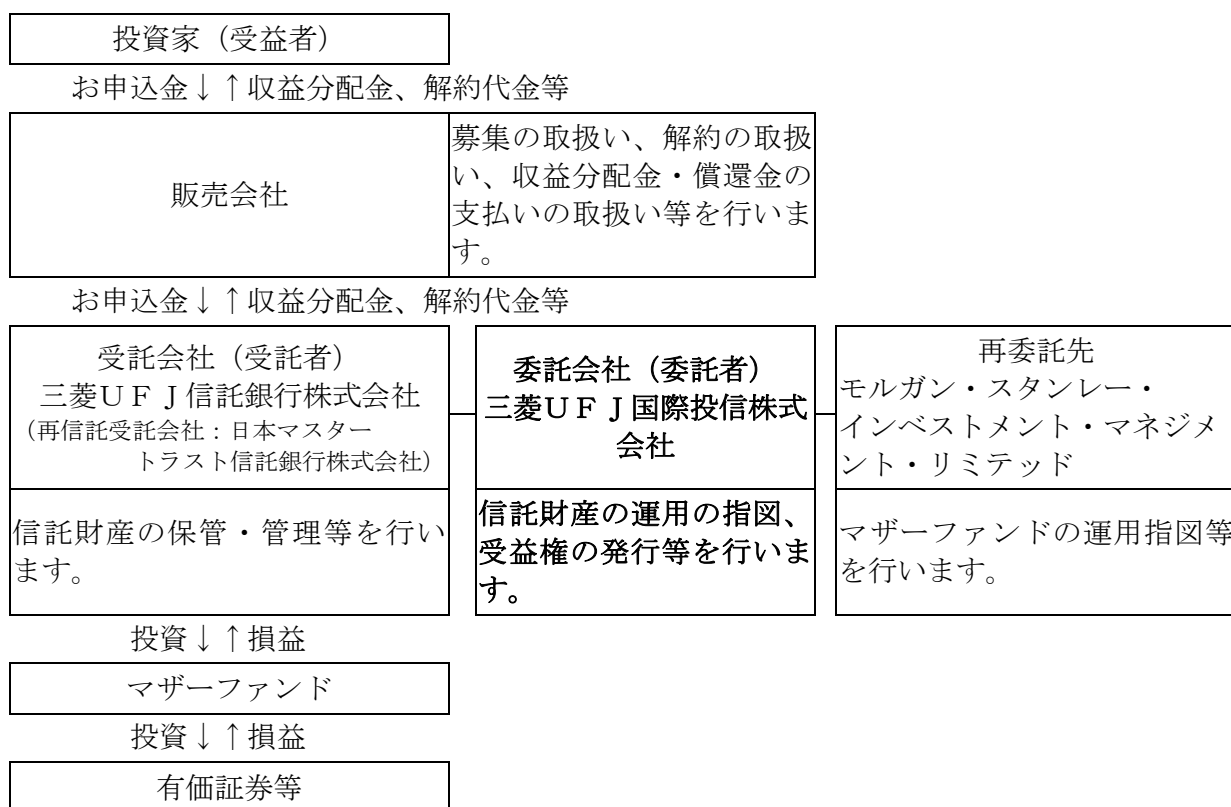 投資家（受益者）
お申込金↓↑収益分配金、解約代金等
販売会社
募集の取扱い、解約の取扱
い、収益分配金・償還金の
支払いの取扱い等を行いま
す。
お申込金↓↑収益分配金、解約代金等
受託会社（受託者）
三菱ＵＦＪ信託銀行株式会社
（再信託受託会社：日本マスター
トラスト信託銀行株式会社）
委託会社（委託者）
三菱ＵＦＪ国際投信株式
会社
再委託先
モルガン・スタンレー・
インベストメント・マネジメ
ント・リミテッド
信託財産の保管・管理等を行い
ます。
信託財産の運用の指図、
受益権の発行等を行いま
す。
マザーファンドの運用指図等
を行います。
投資↓↑損益
マザーファンド
投資↓↑損益
有価証券等